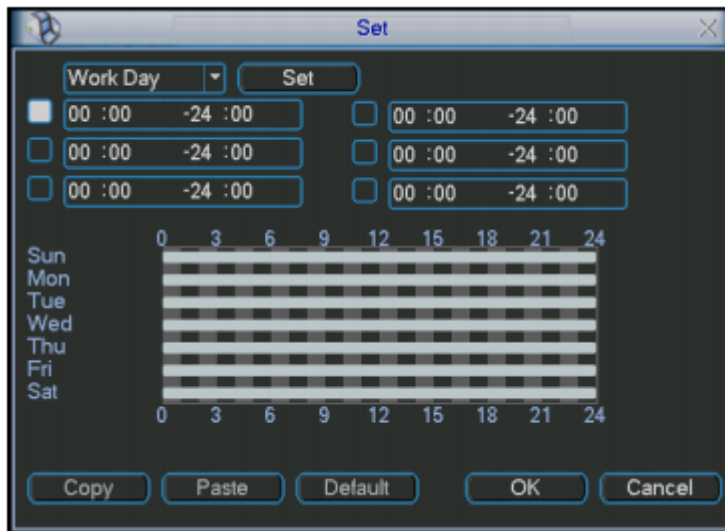 Set
Work Day Set
00 :00 -24 :00 00 :00 -24 :00
00 :00 -24 :00 00 :00 -24 :00
00 :00 -24 :00 00 :00 -24 :00
0 3 6 9 12 15 18 21 24
Sun
Mon
Tue
Wed
Thu
Fri
Sat
0 3 6 9 12 15 18 21 24
Copy Paste Default OK Cancel